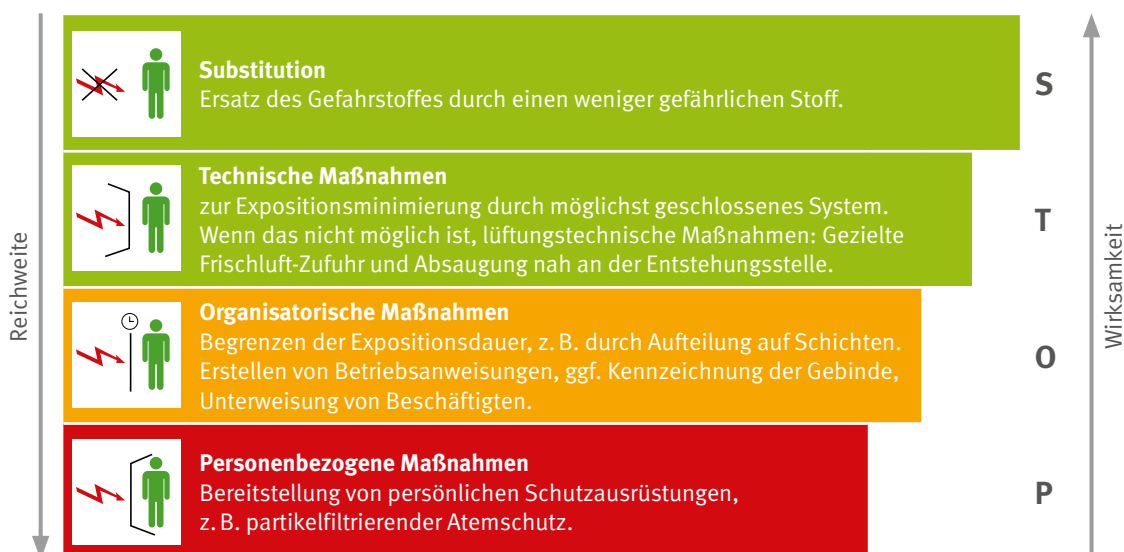 Reichweite
Substitution
Ersatz des Gefahrstoffes durch einen weniger gefährlichen Stoff.
S
Technische Maßnahmen
zur Expositionsminimierung durch möglichst geschlossenes System.
Wenn das nicht möglich ist, lüftungstechnische Maßnahmen: Gezielte
Frischluft-Zufuhr und Absaugung nah an der Entstehungsstelle.
T
Organisatorische Maßnahmen
Begrenzen der Expositionsdauer, z. B. durch Aufteilung auf Schichten.
Erstellen von Betriebsanweisungen, ggf. Kennzeichnung der Gebinde,
Unterweisung von Beschäftigten.
O
Personenbezogene Maßnahmen
Bereitstellung von persönlichen Schutzausrüstungen,
z. B. partikelfiltrierender Atemschutz.
P
Wirksamkeit